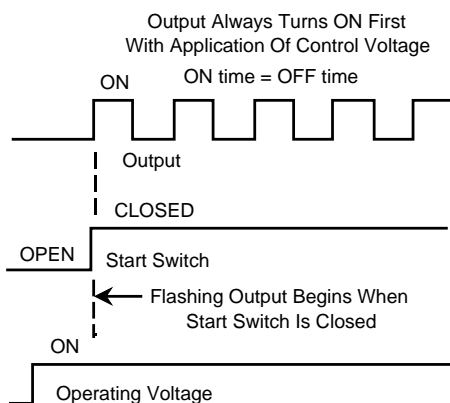 Output Always Turns ON First
With Application Of Control Voltage
ON
ON time = OFF time
Output
CLOSED
OPEN
Start Switch
Flashing Output Begins When
Start Switch Is Closed
ON
Operating Voltage